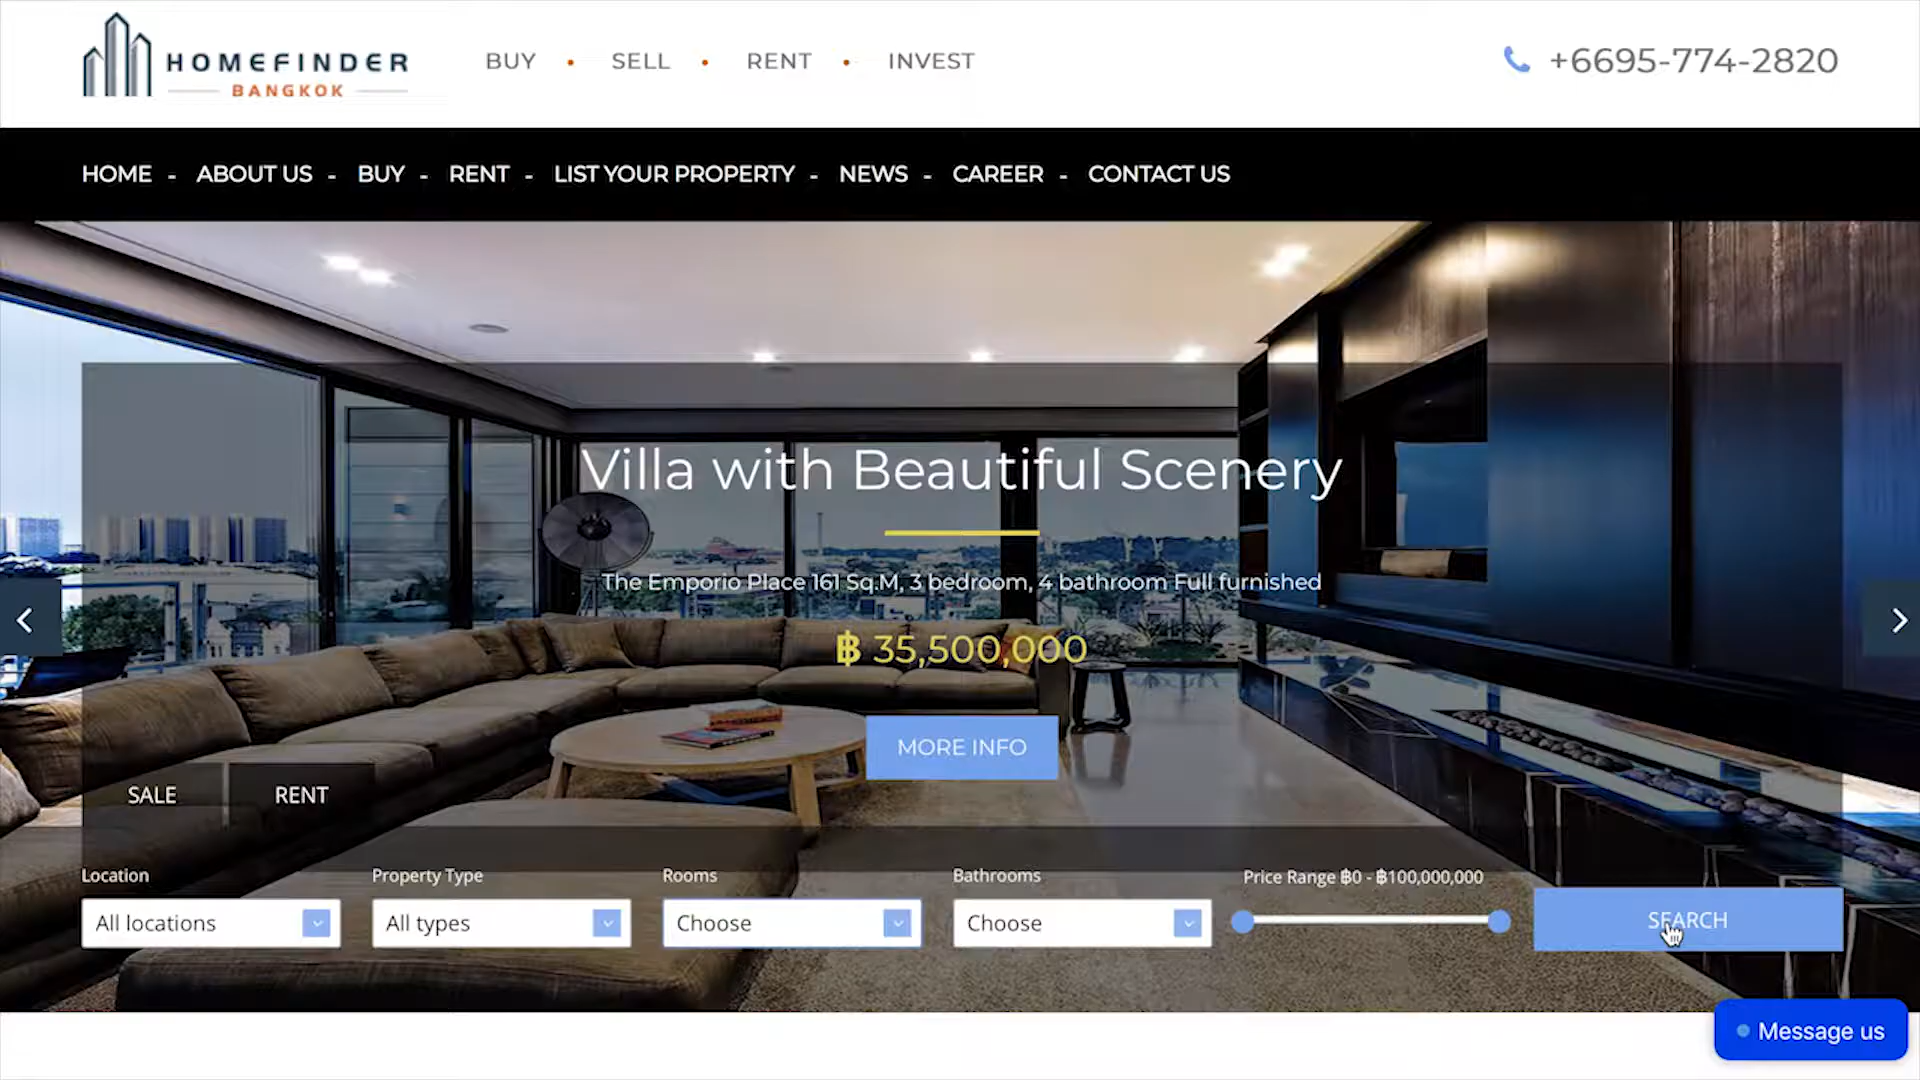 HOMEFINDER
BANGKOK
BUY • SELL • RENT • INVEST
+6695-774-2820
HOME - ABOUT US - BUY - RENT - LIST YOUR PROPERTY - NEWS - CAREER - CONTACT US
Villa with Beautiful Scenery
The Emporio Place 161 Sq.M, 3 bedroom, 4 bathroom Full furnished
฿ 35,500,000
MORE INFO
SALE RENT
Location Property Type Rooms Bathrooms Price Range ฿0 - ฿100,000,000
All locations All types Choose Choose SEARCH
Message us